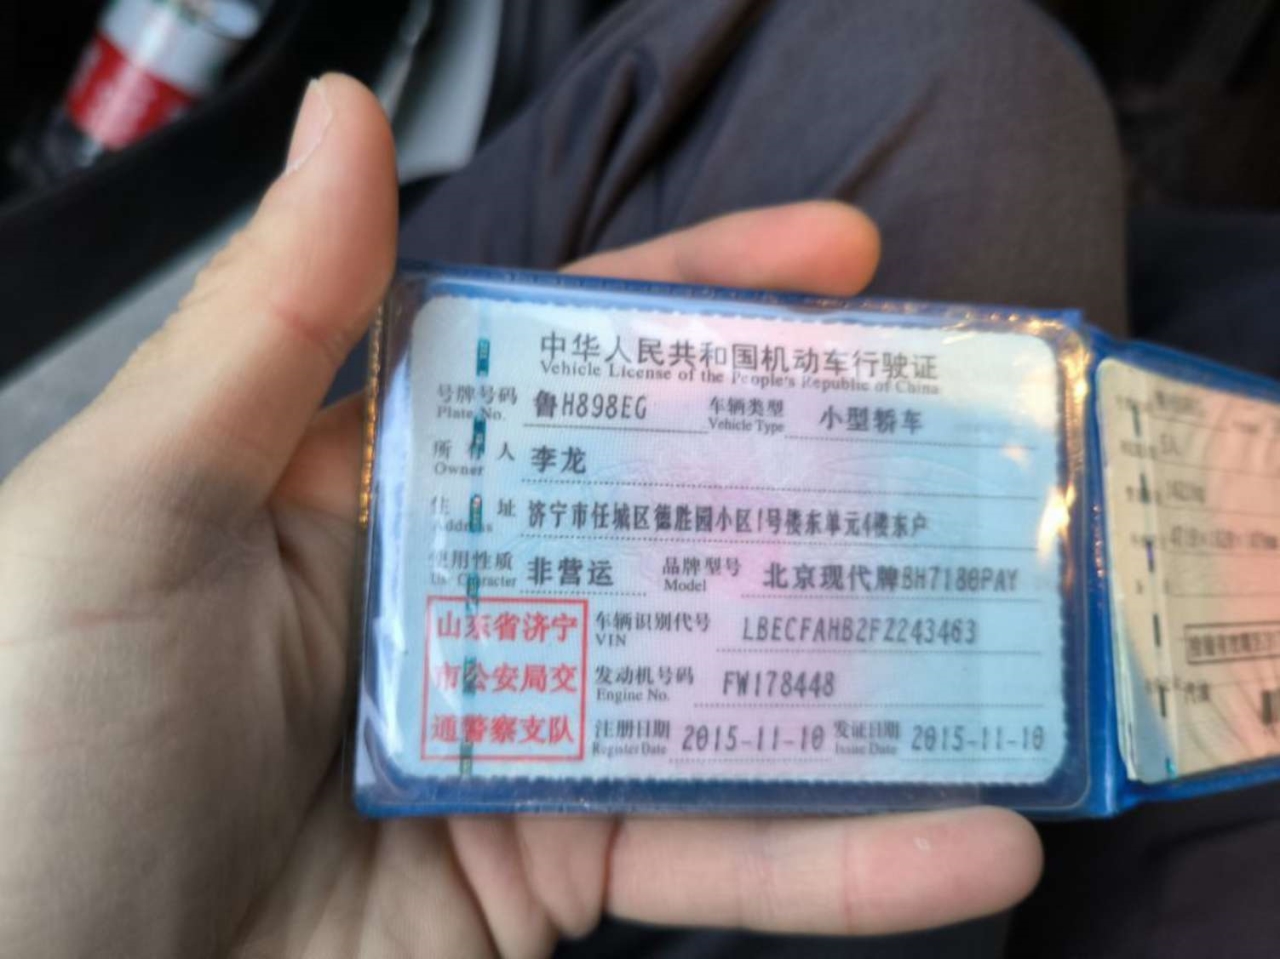 中华人民共和国机动车行驶证
Vehicle License of the People's Republic of China
号牌号码 鲁H898EG 车辆类型 小型轿车
Plate No. Vehicle Type
所有人 李龙
Owner
住址 济宁市任城区德胜园小区1号楼东单元4楼东户
Address
使用性质 非营运 品牌型号 北京现代牌BH7180PAY
Use Character Model
山东省济宁
市公安局交
通警察支队
车辆识别代号 LBECFAHB2FZ243463
VIN
发动机号码 FW178448
Engine No.
注册日期 2015-11-10 发证日期 2015-11-10
Register Date Issue Date